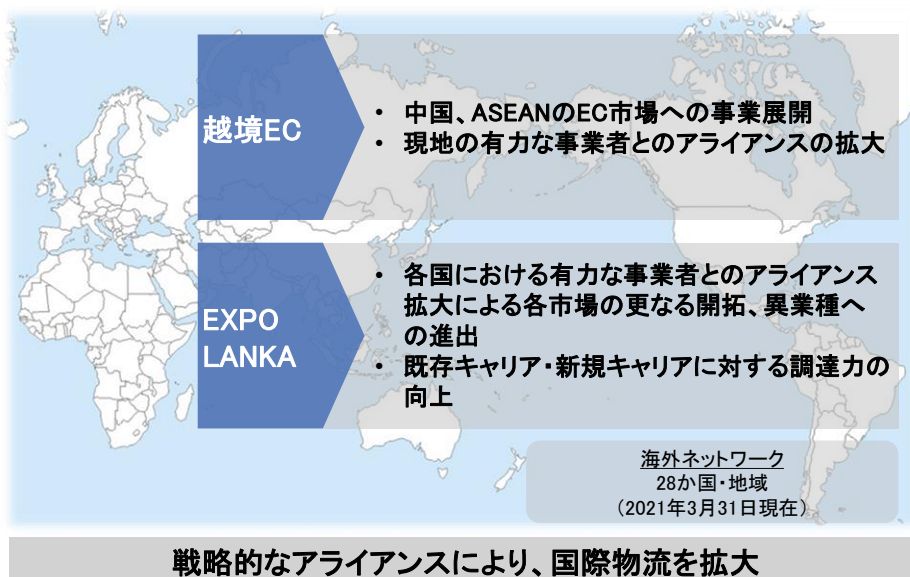 越境EC
• 中国、ASEANのEC市場への事業展開
• 現地の有力な事業者とのアライアンスの拡大
EXPO
LANKA
• 各国における有力な事業者とのアライアンス
拡大による各市場の更なる開拓、異業種へ
の進出
• 既存キャリア・新規キャリアに対する調達力の
向上
海外ネットワーク
28か国・地域
（2021年3月31日現在）
戦略的なアライアンスにより、国際物流を拡大